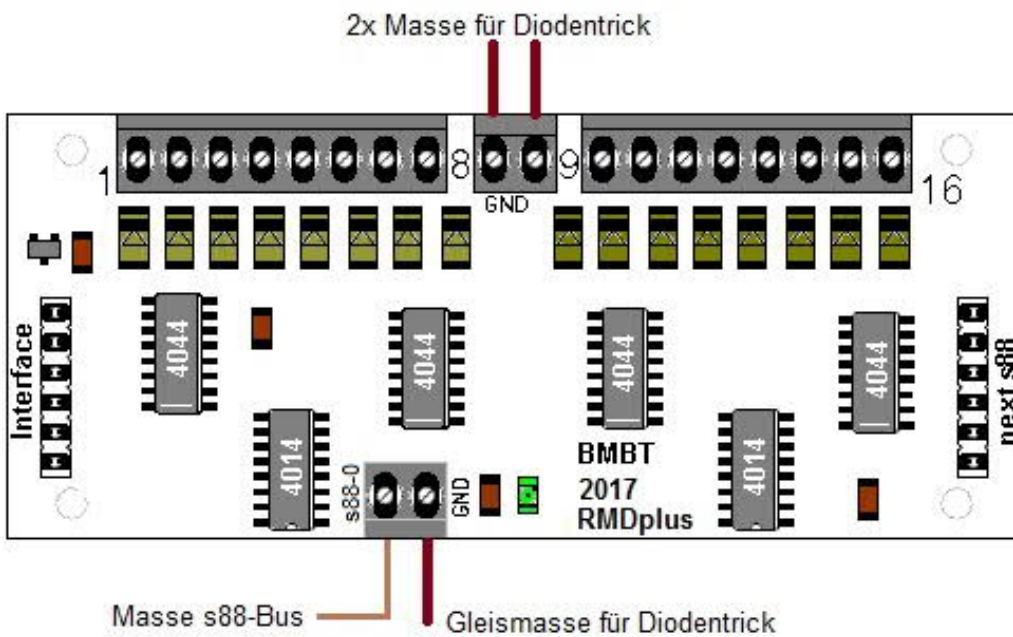 2x Masse für Diodentrick
1
8
9
16
GND
Interface
4044
4044
4044
4044
next s88
4014
s88-0
GND
BMBT
2017
RMDplus
4014
Masse s88-Bus
Gleismasse für Diodentrick